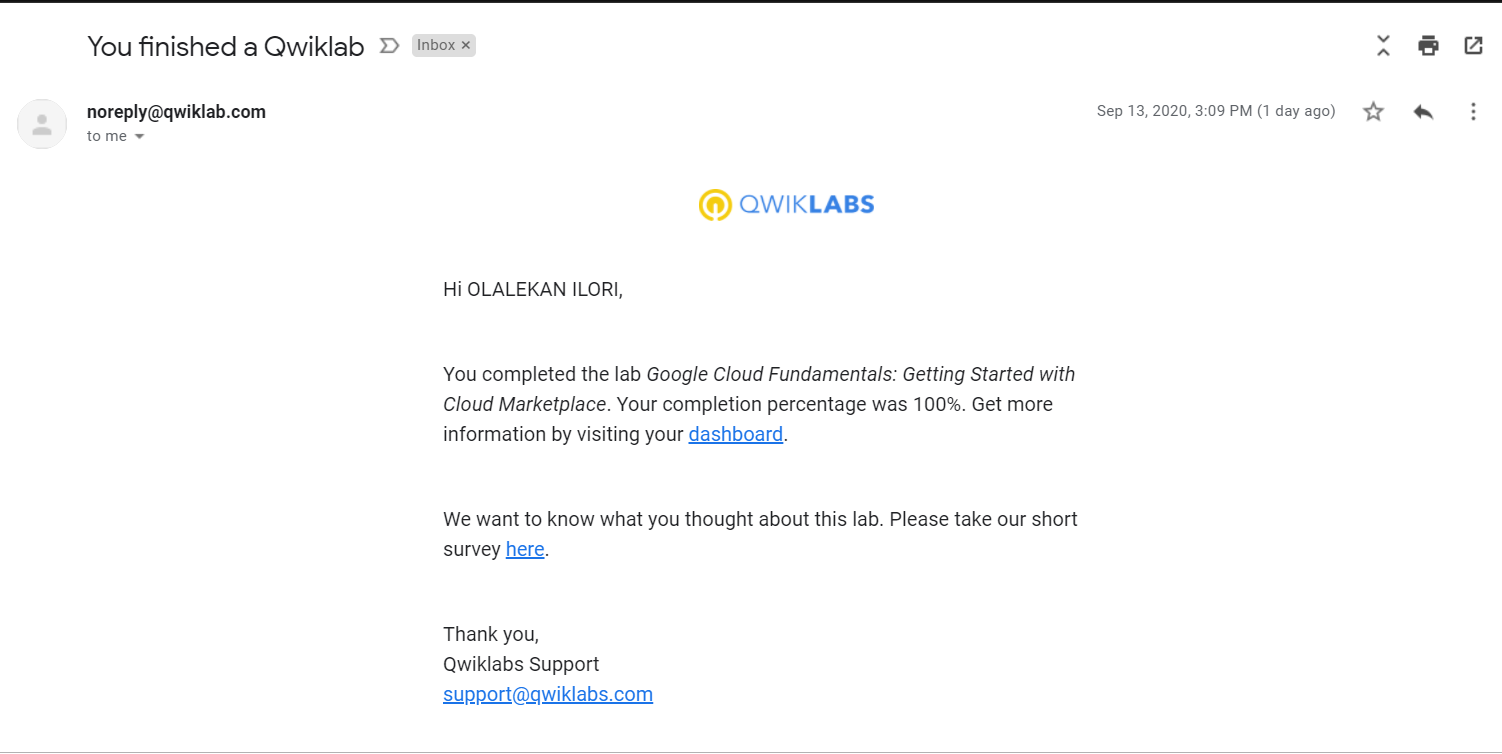 You finished a Qwiklab
Inbox ×
noreply@qwiklab.com
Sep 13, 2020, 3:09 PM (1 day ago)
to me
QWIKLABS
Hi OLALEKAN ILORI,
You completed the lab Google Cloud Fundamentals: Getting Started with
Cloud Marketplace. Your completion percentage was 100%. Get more
information by visiting your dashboard.
We want to know what you thought about this lab. Please take our short
survey here.
Thank you,
Qwiklabs Support
support@qwiklabs.com